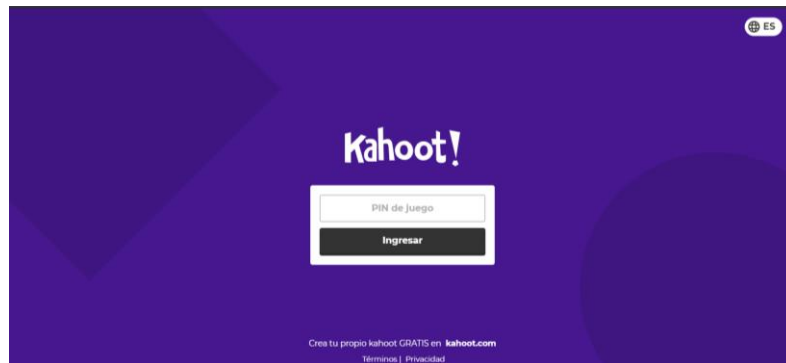 ES
Kahoot!
PIN de juego
Ingresar
Crea tu propio kahoot GRATIS en kahoot.com
Términos | Privacidad